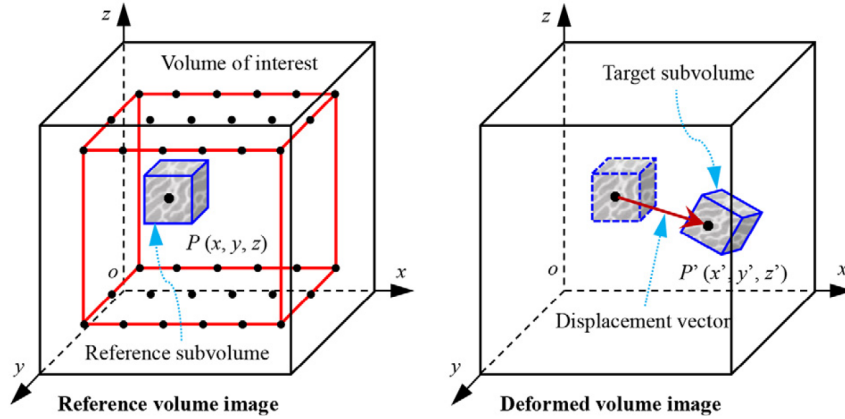 z
Volume of interest
P (x, y, z)
o
x
Reference subvolume
y
Reference volume image
z
Target subvolume
o
P’ (x’, y’, z’)
x
Displacement vector
y
Deformed volume image